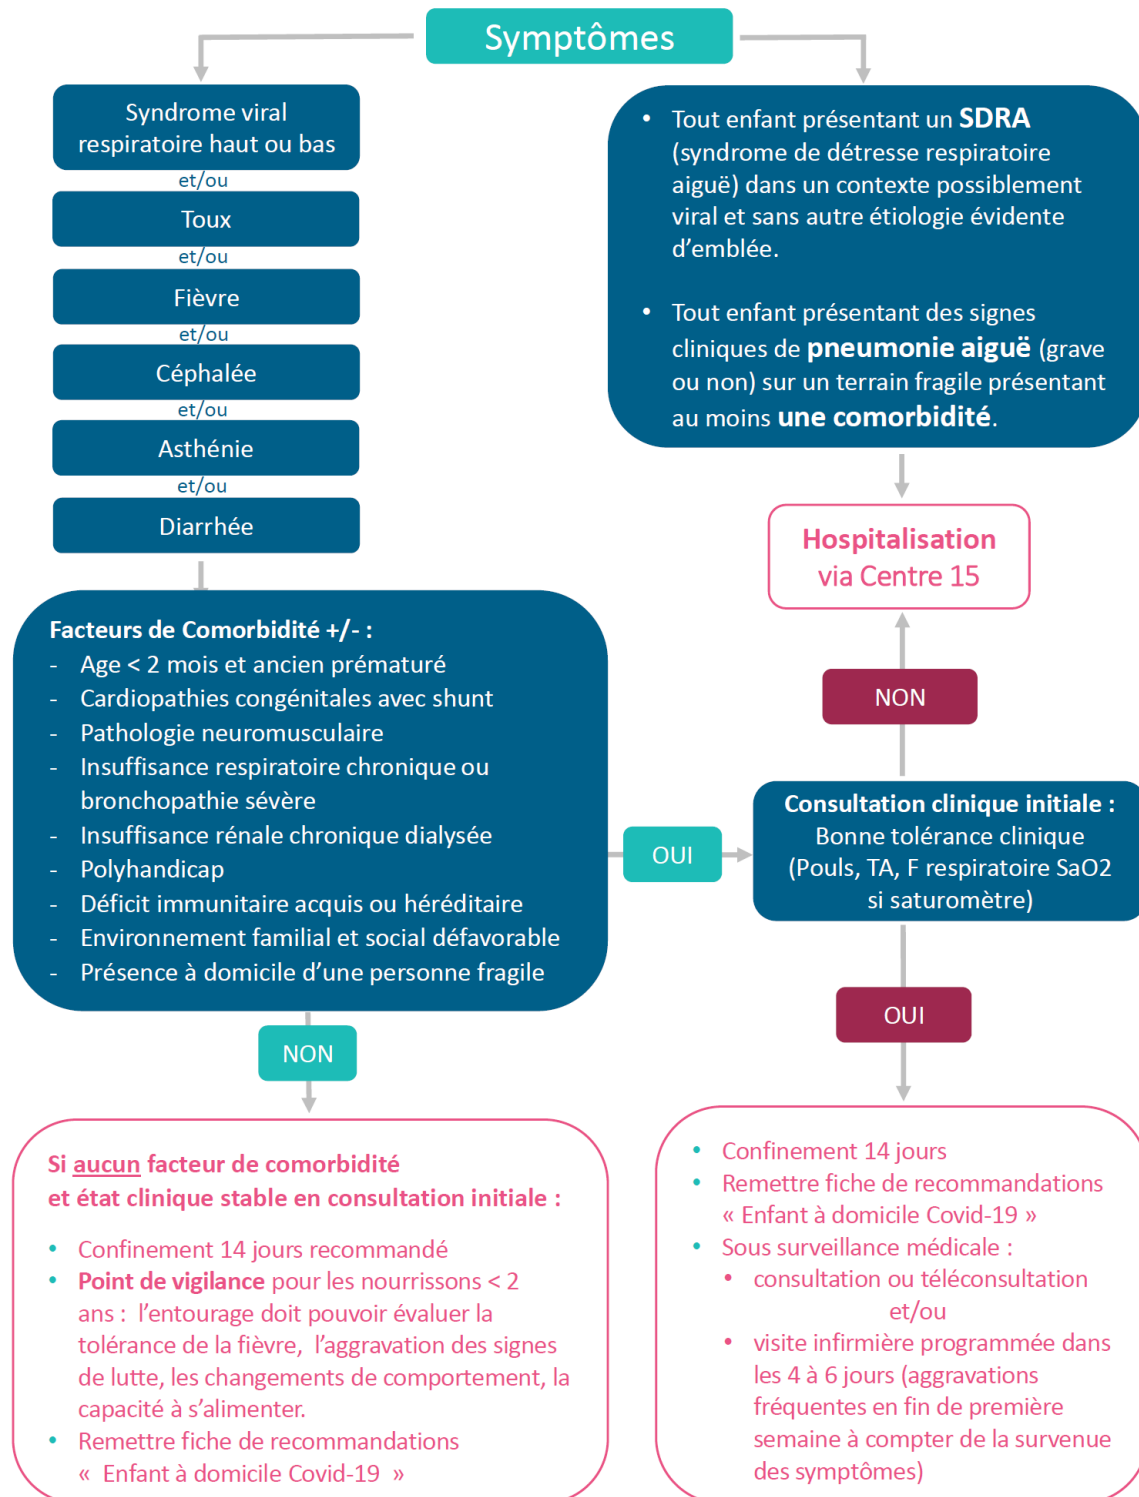 Symptômes
Syndrome viral
respiratoire haut ou bas
et/ou
Toux
et/ou
Fièvre
et/ou
Céphalée
et/ou
Asthénie
et/ou
Diarrhée
• Tout enfant présentant un SDRA
(syndrome de détresse respiratoire
aiguë) dans un contexte possiblement
viral et sans autre étiologie évidente
d’emblée.
• Tout enfant présentant des signes
cliniques de pneumonie aiguë (grave
ou non) sur un terrain fragile présentant
au moins une comorbidité.
Hospitalisation
via Centre 15
NON
Facteurs de Comorbidité +/- :
- Age < 2 mois et ancien prématuré
- Cardiopathies congénitales avec shunt
- Pathologie neuromusculaire
- Insuffisance respiratoire chronique ou
bronchopathie sévère
- Insuffisance rénale chronique dialysée
- Polyhandicap
- Déficit immunitaire acquis ou héréditaire
- Environnement familial et social défavorable
- Présence à domicile d’une personne fragile
OUI
Consultation clinique initiale :
Bonne tolérance clinique
(Pouls, TA, F respiratoire SaO2
si saturomètre)
OUI
NON
Si aucun facteur de comorbidité
et état clinique stable en consultation initiale :
• Confinement 14 jours recommandé
• Point de vigilance pour les nourrissons < 2
ans : l’entourage doit pouvoir évaluer la
tolérance de la fièvre, l’aggravation des signes
de lutte, les changements de comportement, la
capacité à s’alimenter.
• Remettre fiche de recommandations
« Enfant à domicile Covid-19 »
• Confinement 14 jours
• Remettre fiche de recommandations
« Enfant à domicile Covid-19 »
• Sous surveillance médicale :
• consultation ou téléconsultation
et/ou
• visite infirmière programmée dans
les 4 à 6 jours (aggravations
fréquentes en fin de première
semaine à compter de la survenue
des symptômes)